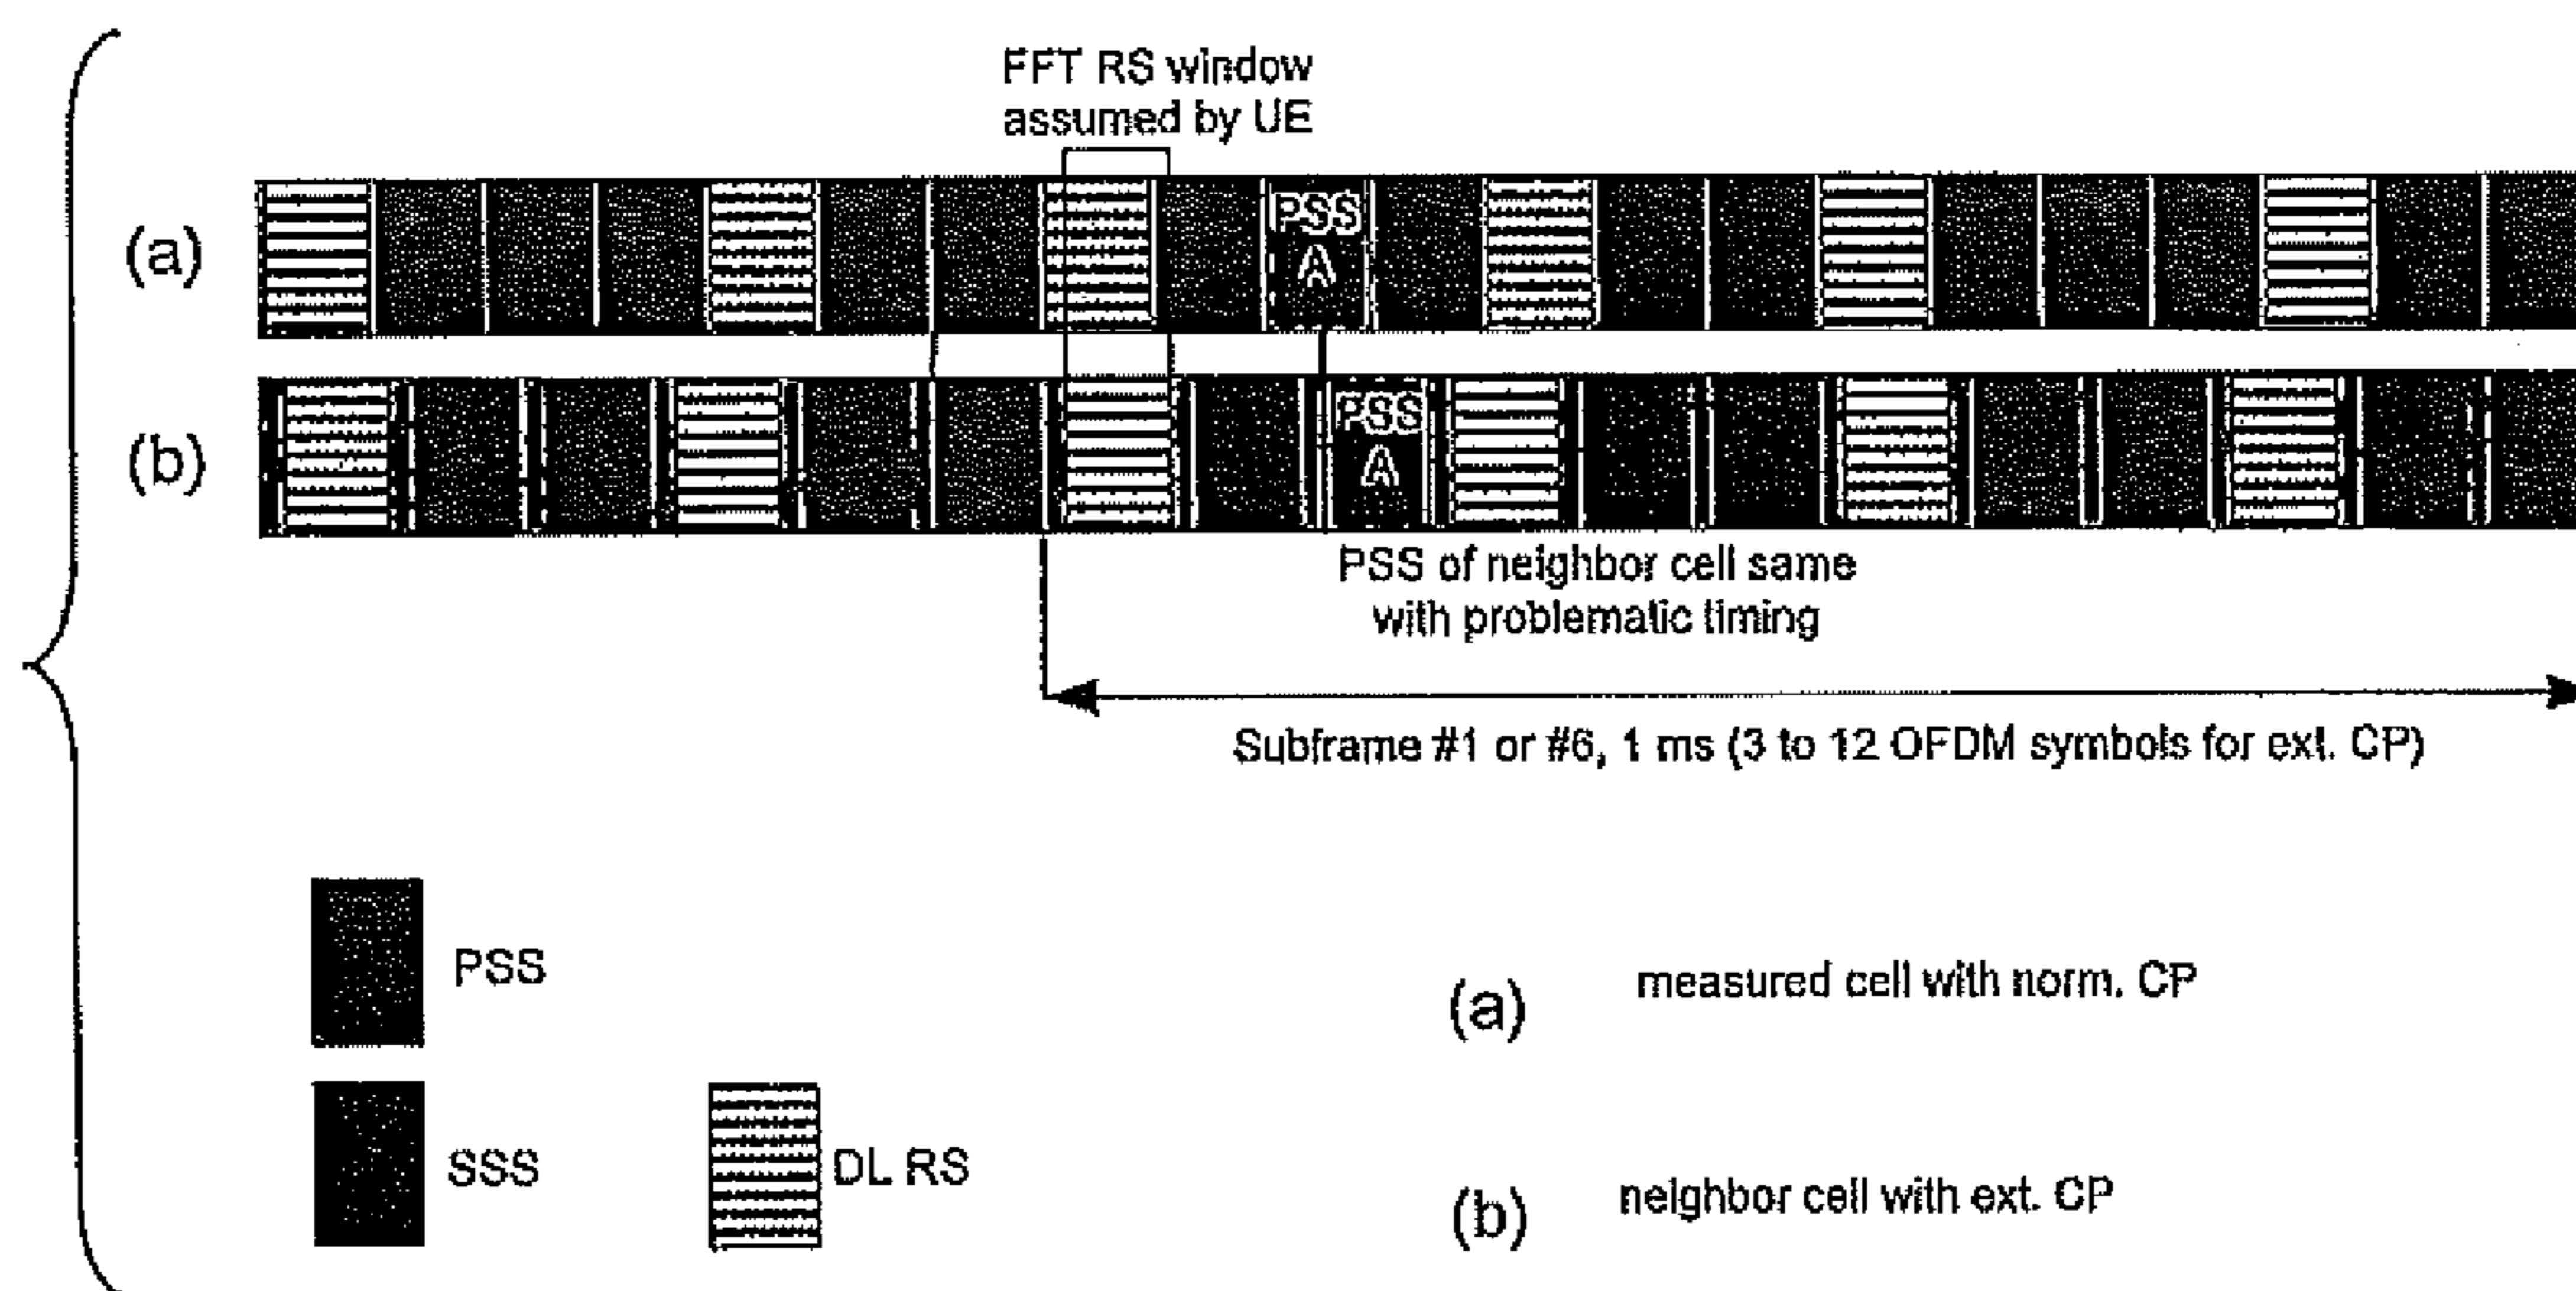 FFT RS window
assumed by UE
(a)
PSS
A
(b)
PSS
A
PSS of neighbor cell same
with problematic timing
Subframe #1 or #6, 1 ms (3 to 12 OFDM symbols for ext. CP)
PSS
(a) measured cell with norm. CP
SSS
DL RS
(b) neighbor cell with ext. CP